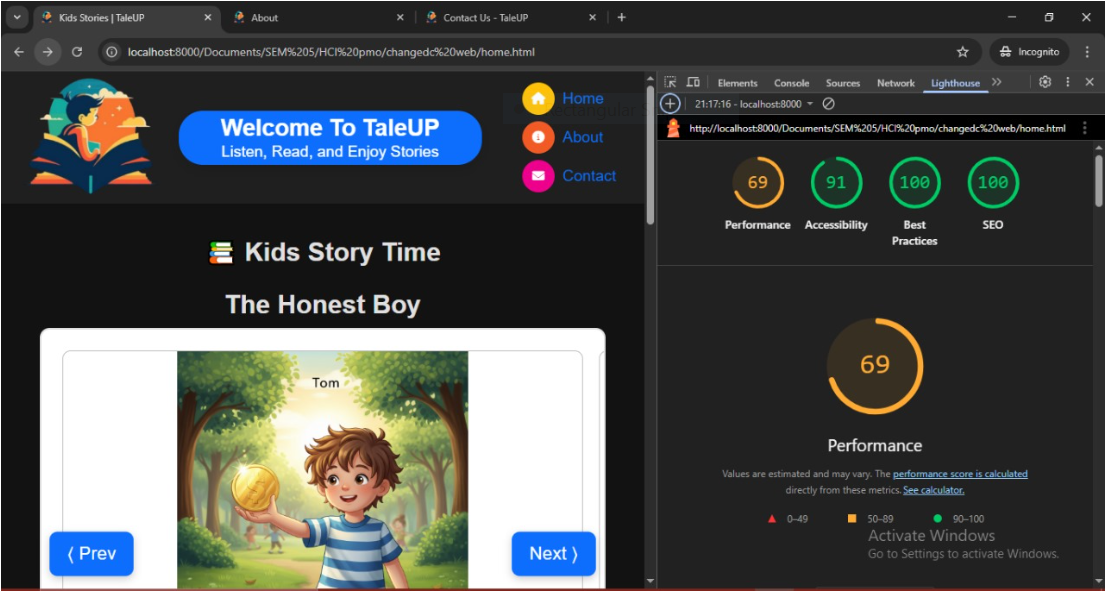 Kids Stories | TaleUP
About
Contact Us - TaleUP
localhost:8000/Documents/SEM%205/HCI%20pmo/changedc%20web/home.html
Incognito
Welcome To TaleUP
Listen, Read, and Enjoy Stories
Home
About
Contact
📚 Kids Story Time
The Honest Boy
Tom
⟨ Prev
Next ⟩
Elements
Console
Sources
Network
Lighthouse
21:17:16 - localhost:8000
http://localhost:8000/Documents/SEM%205/HCI%20pmo/changedc%20web/home.html
69
91
100
100
Performance
Accessibility
Best
Practices
SEO
69
Performance
Values are estimated and may vary. The performance score is calculated
directly from these metrics. See calculator.
0–49
50–89
90–100
Activate Windows
Go to Settings to activate Windows.